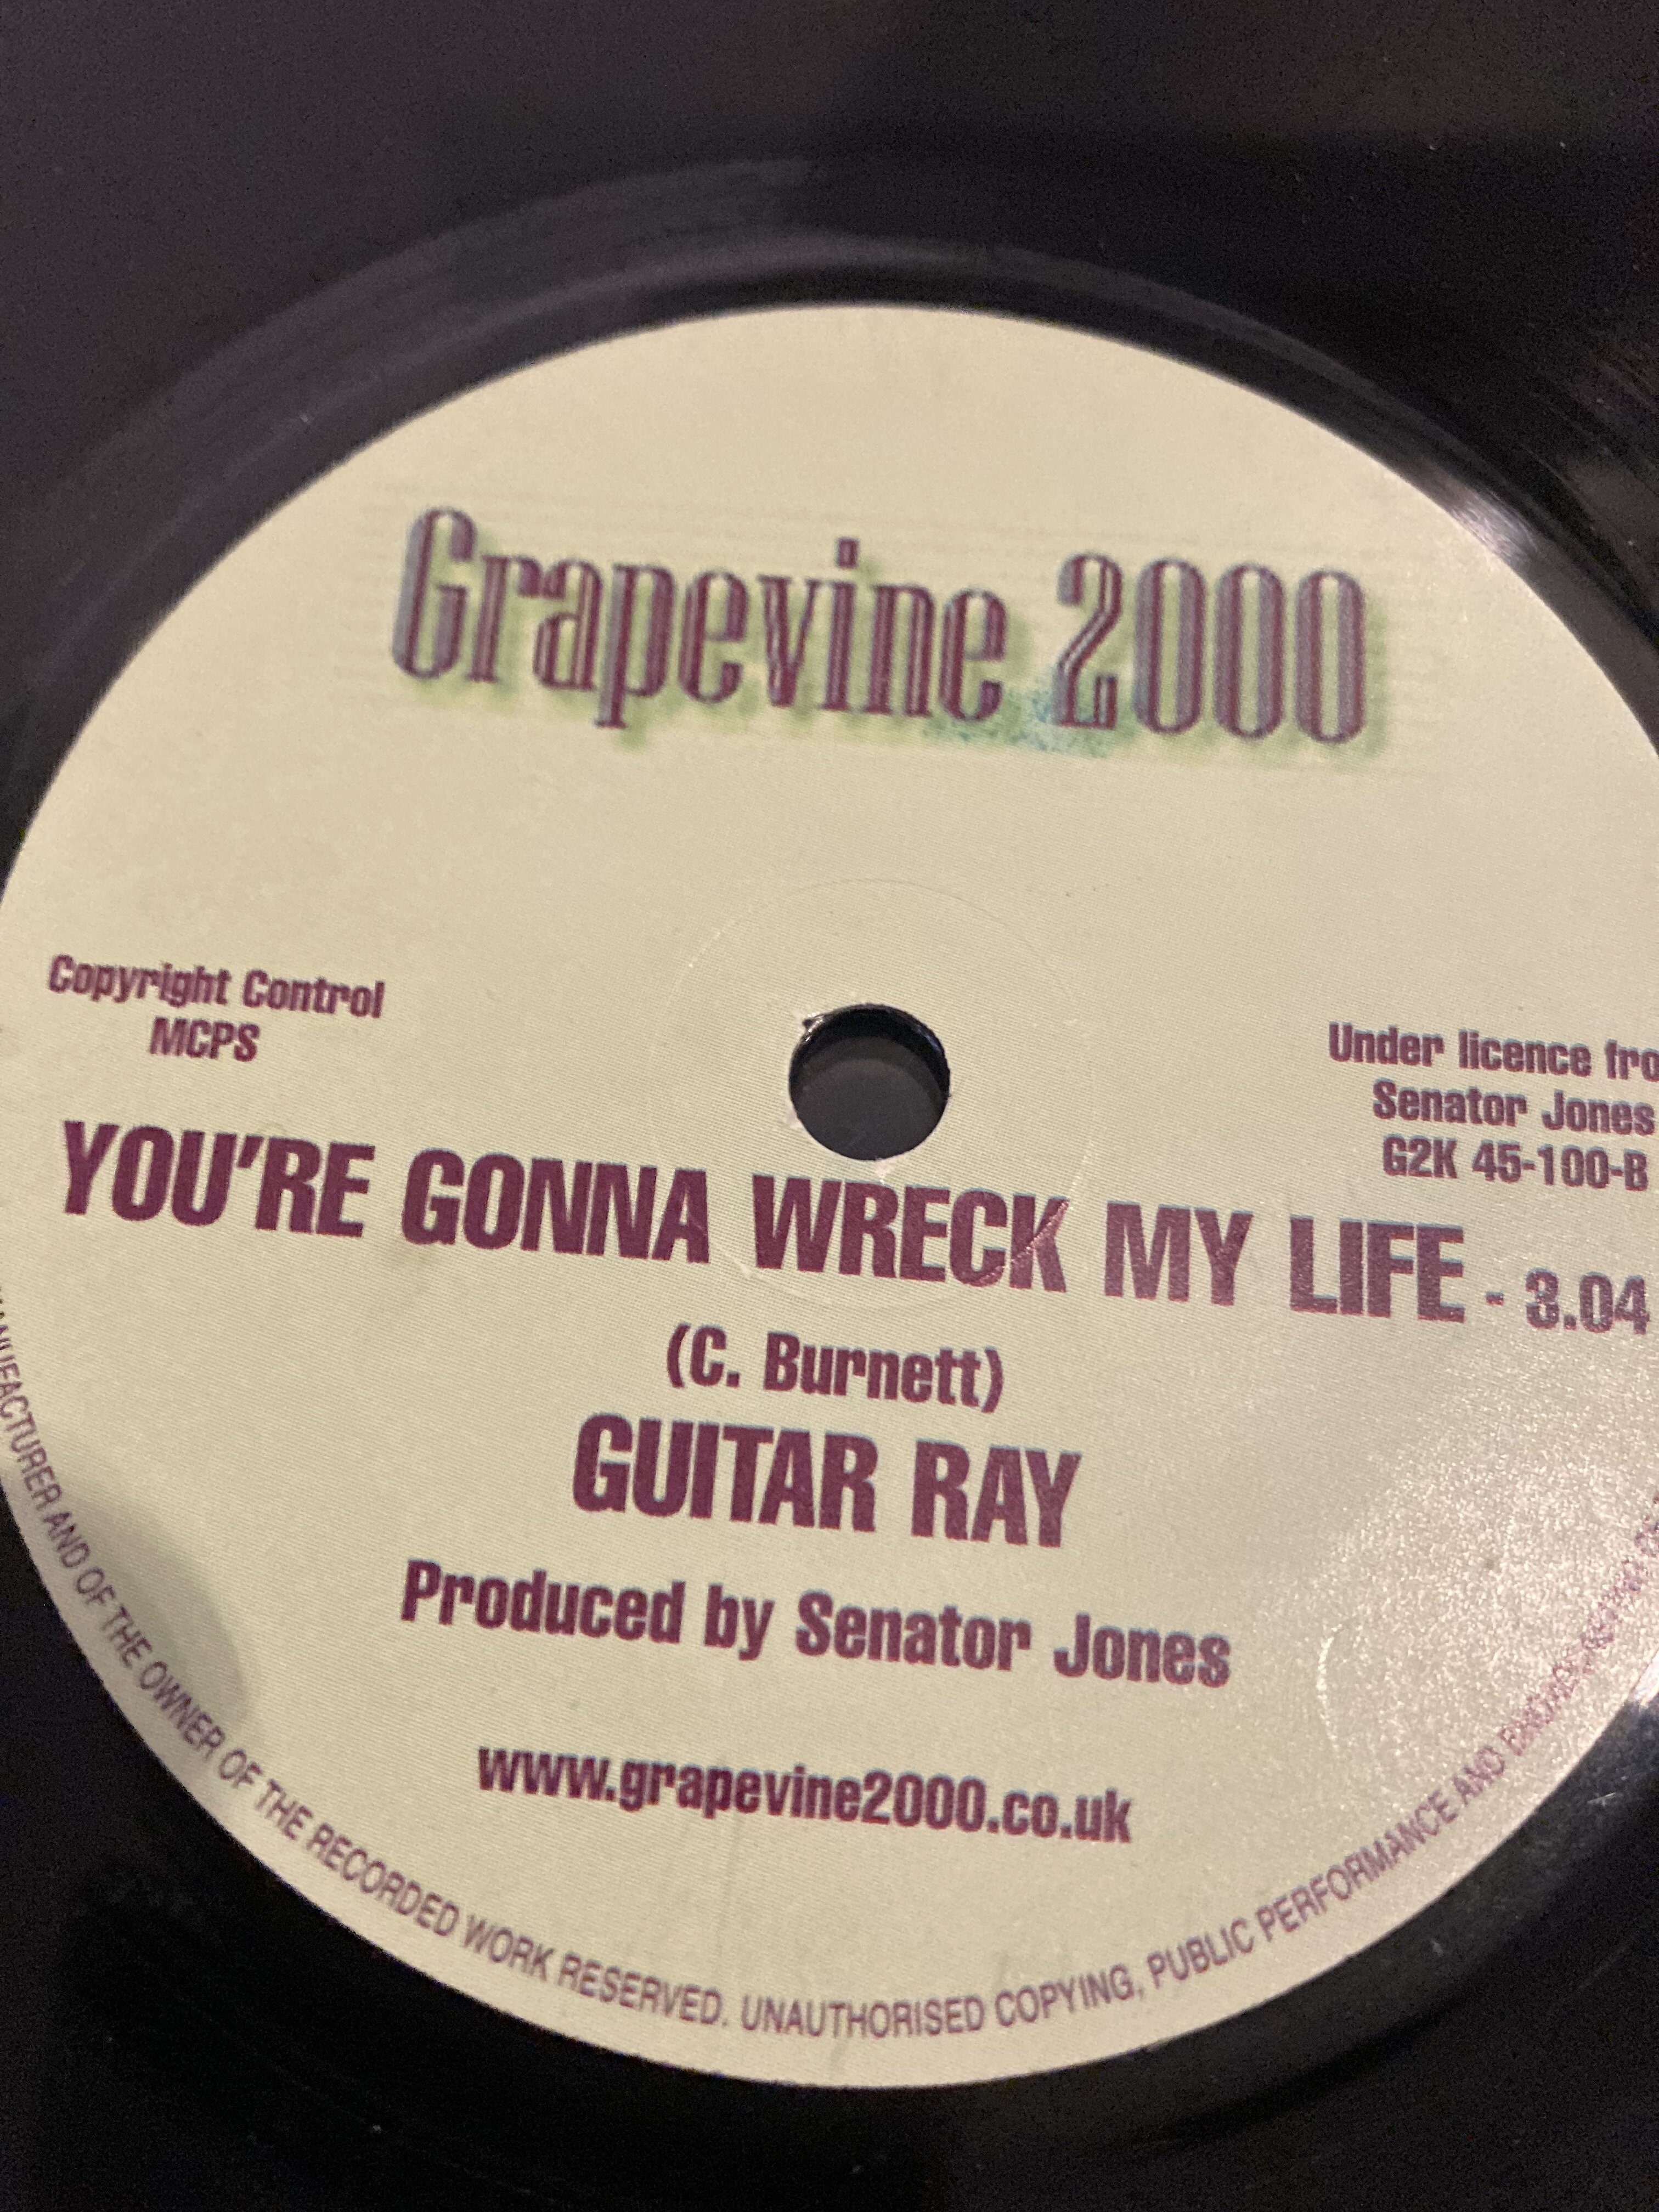 Grapevine 2000
Copyright Control
MCPS
Under licence fro
Senator Jones
G2K 45-100-B
YOU'RE GONNA WRECK MY LIFE - 3.04
(C. Burnett)
GUITAR RAY
Produced by Senator Jones
www.grapevine2000.co.uk
MANUFACTURER AND OF THE OWNER OF THE RECORDED WORK RESERVED. UNAUTHORISED COPYING, PUBLIC PERFORMANCE AND